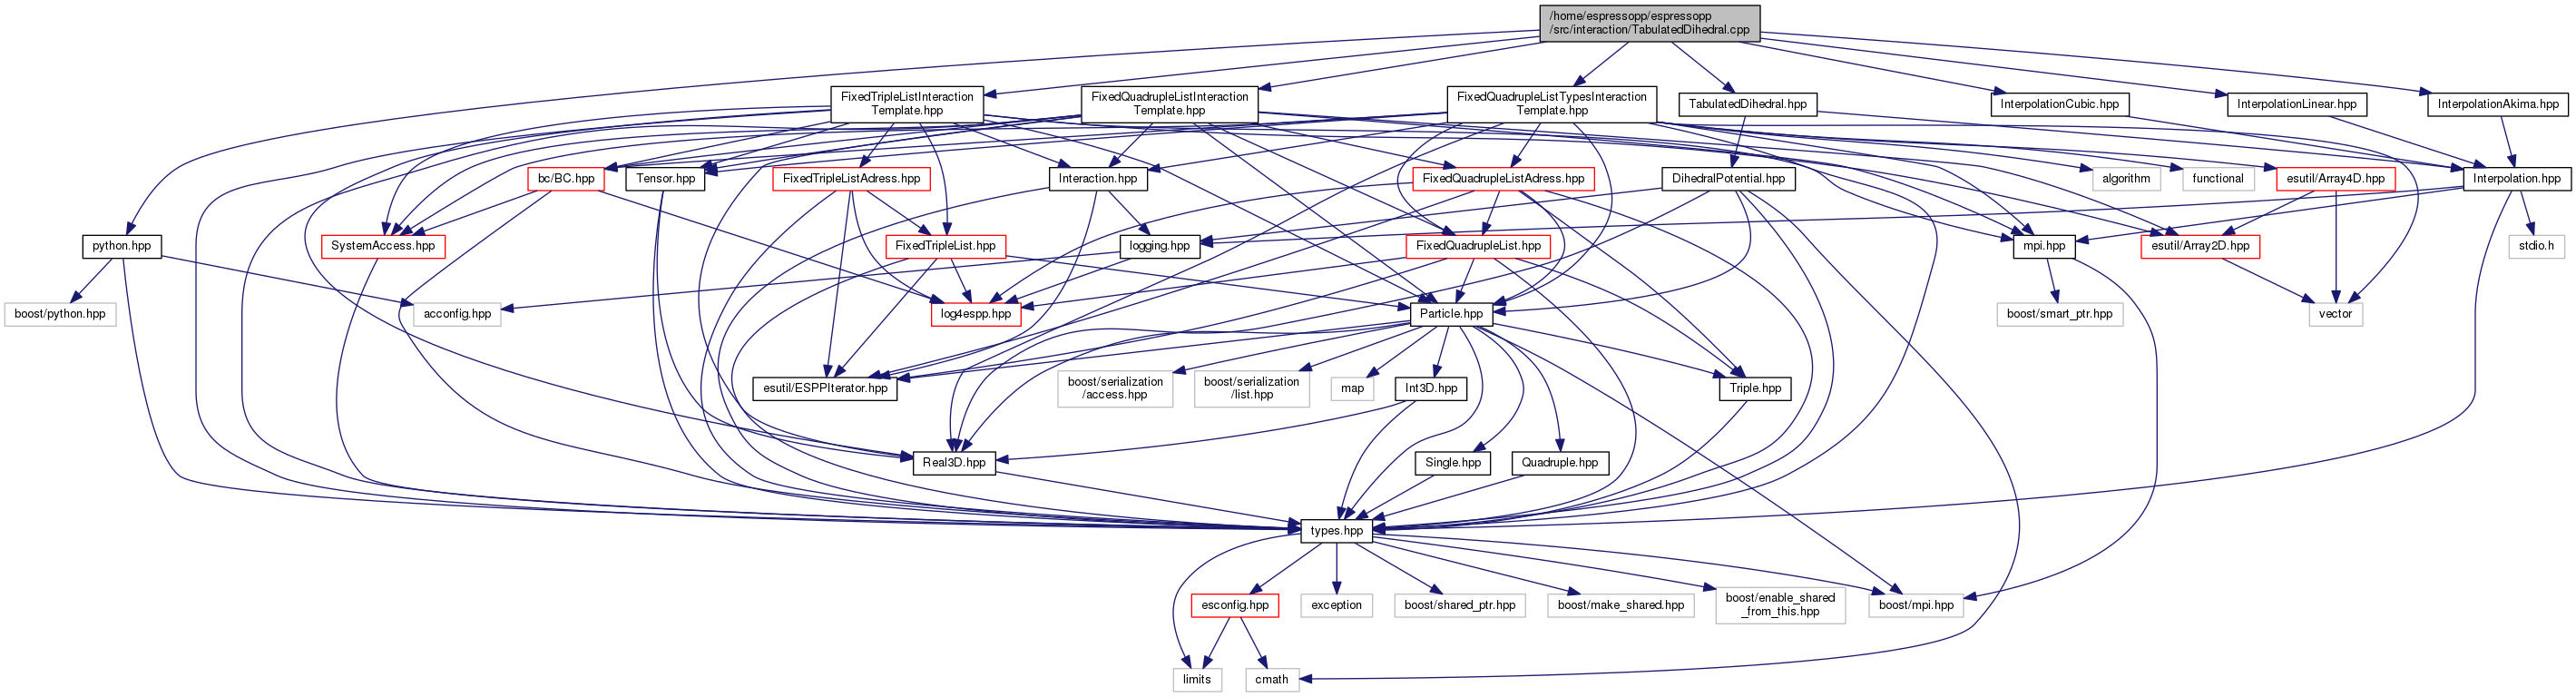 /home/espressopp/espressopp
/src/interaction/TabulatedDihedral.cpp
FixedTripleListInteraction
Template.hpp
FixedQuadrupleListInteraction
Template.hpp
FixedQuadrupleListTypesInteraction
Template.hpp
TabulatedDihedral.hpp
InterpolationCubic.hpp
InterpolationLinear.hpp
InterpolationAkima.hpp
bc/BC.hpp
Tensor.hpp
FixedTripleListAdress.hpp
Interaction.hpp
FixedQuadrupleListAdress.hpp
DihedralPotential.hpp
algorithm
functional
esutil/Array4D.hpp
Interpolation.hpp
python.hpp
SystemAccess.hpp
FixedTripleList.hpp
logging.hpp
FixedQuadrupleList.hpp
mpi.hpp
esutil/Array2D.hpp
stdio.h
boost/python.hpp
acconfig.hpp
log4espp.hpp
Particle.hpp
boost/smart_ptr.hpp
vector
esutil/ESPPIterator.hpp
boost/serialization
/access.hpp
boost/serialization
/list.hpp
map
Int3D.hpp
Triple.hpp
Real3D.hpp
Single.hpp
Quadruple.hpp
types.hpp
esconfig.hpp
exception
boost/shared_ptr.hpp
boost/make_shared.hpp
boost/enable_shared
_from_this.hpp
boost/mpi.hpp
limits
cmath